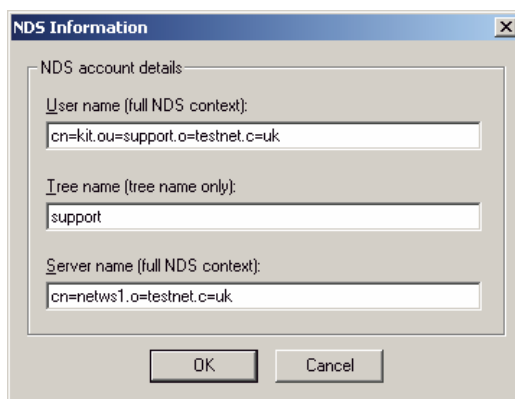 NDS Information
NDS account details
User name (full NDS context):
cn=kit.ou=support.o=testnet.c=uk
Tree name (tree name only):
support
Server name (full NDS context):
cn=netws1.o=testnet.c=uk
OK Cancel